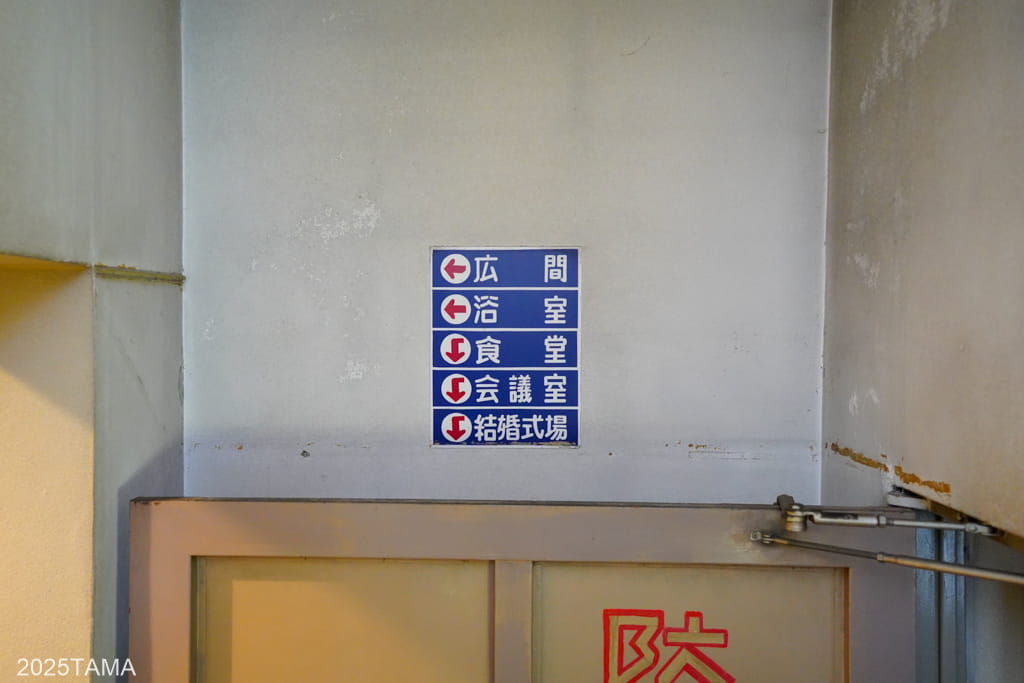 広間
浴室
食堂
会議室
結婚式場
2025TAMA